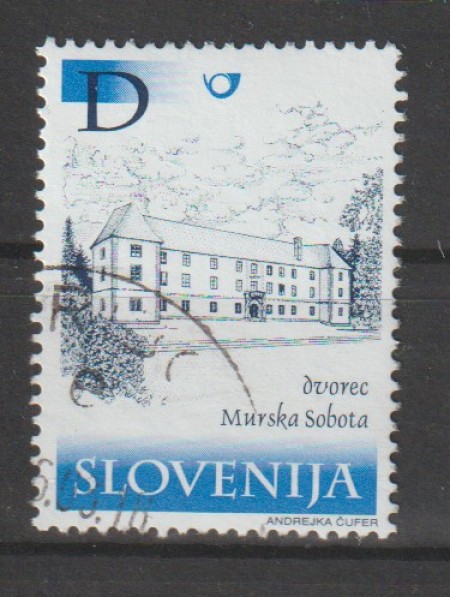 D
dvorec
Murska Sobota
SLOVENIJA
ANDREJKA ČUFER